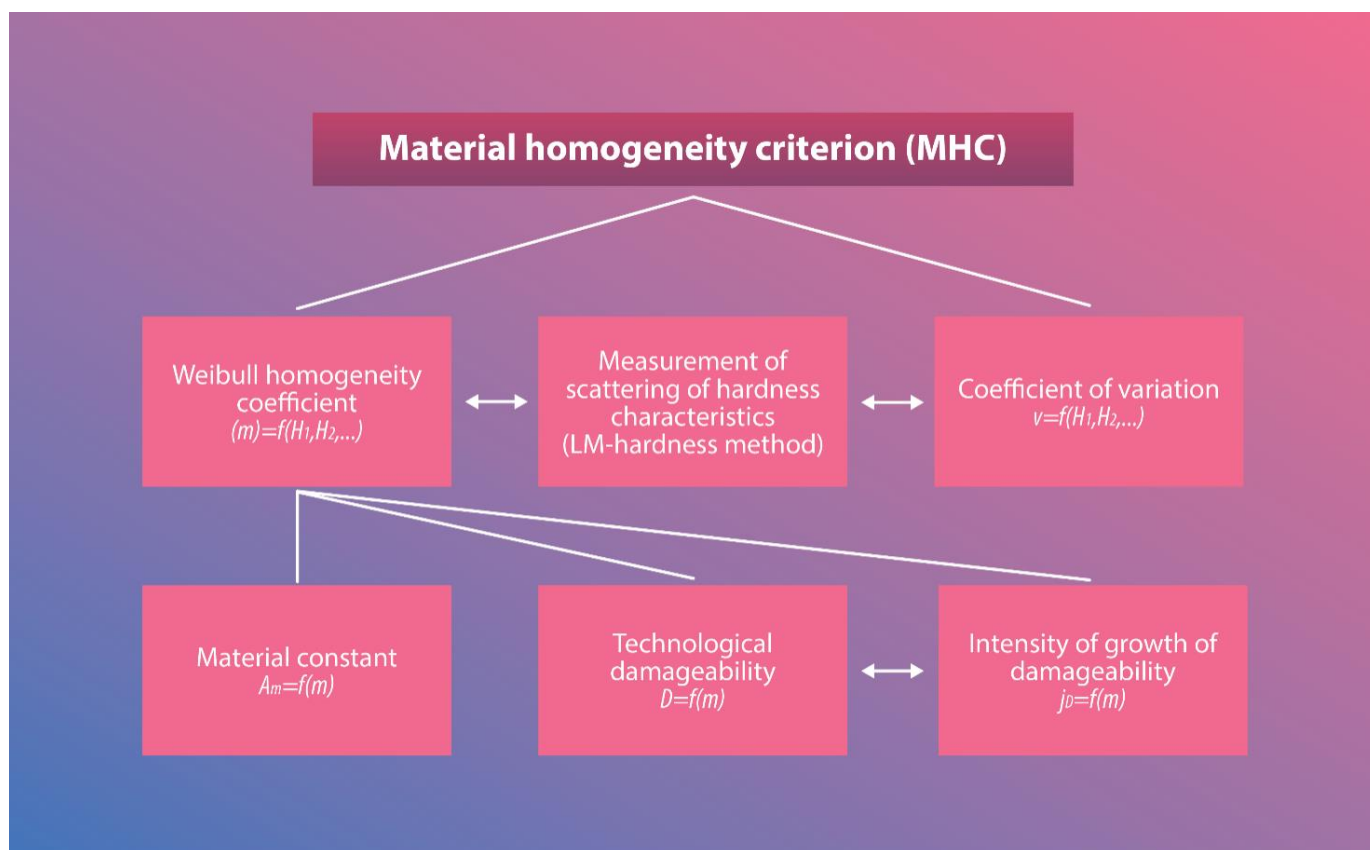 Material homogeneity criterion (MHC)
Weibull homogeneity
coefficient
(m)=f(H1,H2,...)
Measurement of
scattering of hardness
characteristics
(LM-hardness method)
Coefficient of variation
v=f(H1,H2,...)
Material constant
Am=f(m)
Technological
damageability
D=f(m)
Intensity of growth of
damageability
jD=f(m)